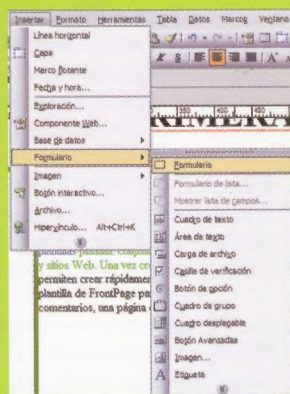 Insertar Formato Herramientas Tabla Datos Marcos Ventana
Línea horizontal
Capa
Marco flotante
Fecha y hora...
Exploración...
Componente Web...
Base de datos
Formulario
Imagen
Botón interactivo...
Archivo...
Hipervínculo... Alt+Ctrl+K
Formulario
Formulario de lista...
Mostrar lista de campos...
Cuadro de texto
Área de texto
Carga de archivo
Casilla de verificación
Botón de opción
Cuadro de grupo
Cuadro desplegable
Botón Avanzadas
Imagen...
Etiqueta
350 400 450
y sitios Web. Una vez
permiten crear
plantilla de FrontPage
comentarios, una página